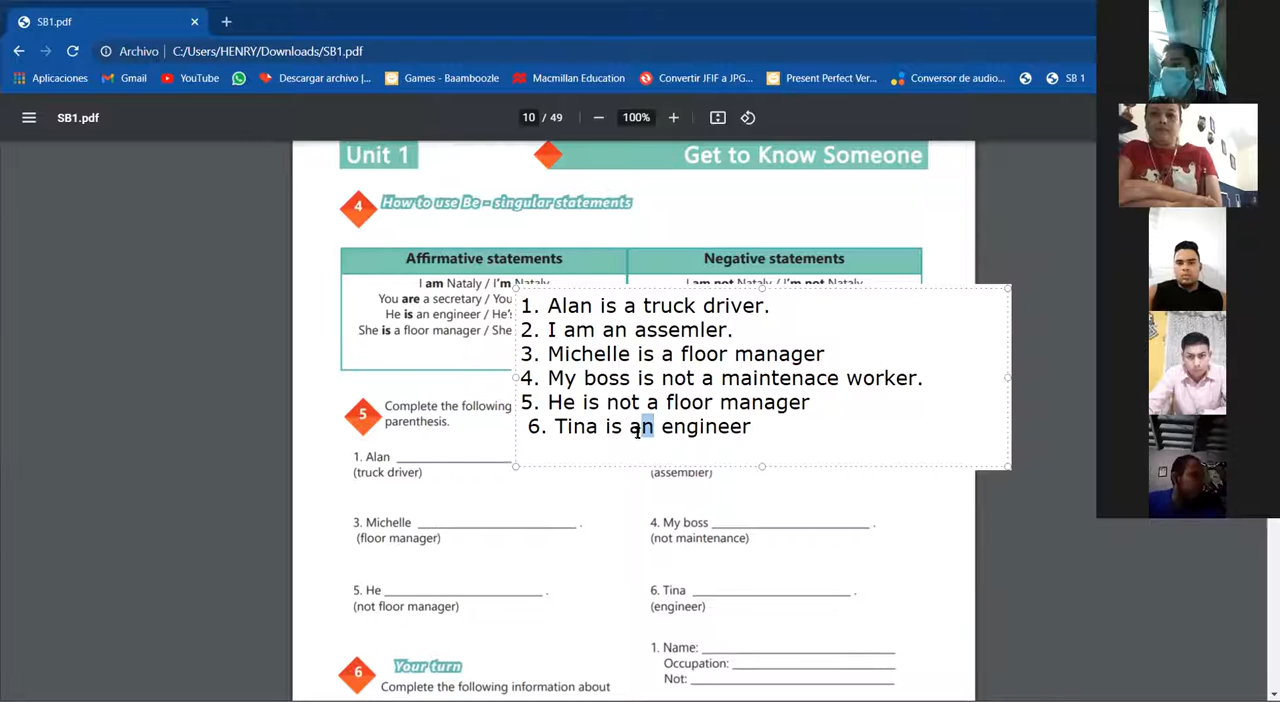 SB1.pdf
Archivo C:/Users/HENRY/Downloads/SB1.pdf
Aplicaciones Gmail YouTube Descargar archivo |... Games - Baamboozle Macmillan Education Convertir JFIF a JPG... Present Perfect Ver... Conversor de audio... SB 1
SB1.pdf 10 / 49 100%
Unit 1 Get to Know Someone
4 How to use Be - singular statements
Affirmative statements Negative statements
I am Nataly / I'm Nataly I am not Nataly / I'm not Nataly
You are a secretary / You
He is an engineer / He's
She is a floor manager / She
1. Alan is a truck driver.
2. I am an assemler.
3. Michelle is a floor manager
4. My boss is not a maintenace worker.
5. He is not a floor manager
6. Tina is an engineer
5 Complete the following
parenthesis.
1. Alan
(truck driver) (assembler)
3. Michelle . 4. My boss .
(floor manager) (not maintenance)
5. He . 6. Tina .
(not floor manager) (engineer)
6 Your turn
Complete the following information about
1. Name:
Occupation:
Not: